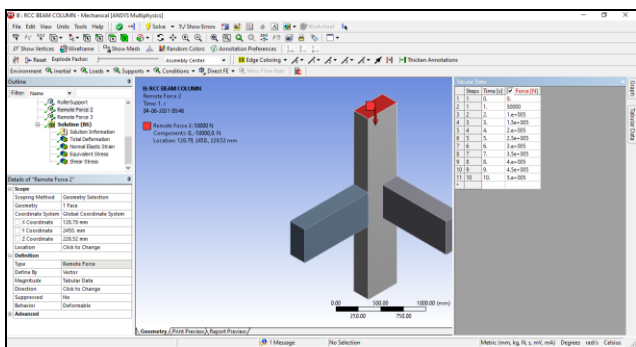 B : RCC BEAM COLUMN - Mechanical [ANSYS Multiphysics]
File Edit View Units Tools Help Solve ?/Show Errors Worksheet
Show Vertices Wireframe Show Mesh Random Colors Annotation Preferences
Reset Explode Factor: Assembly Center Edge Coloring Thicken Annotations
Environment Inertial Loads Supports Conditions Direct FE Mass Flow Rate
Outline
Filter: Name
RollerSupport
Remote Force
Remote Force 2
Remote Force 3
Solution (B6)
Solution Information
Total Deformation
Normal Elastic Strain
Equivalent Stress
Shear Stress
Details of "Remote Force 2"
Scope
Scoping Method Geometry Selection
Geometry 1 Face
Coordinate System Global Coordinate System
X Coordinate 128.79 mm
Y Coordinate 2450. mm
Z Coordinate 228.52 mm
Location Click to Change
Definition
Type Remote Force
Define By Vector
Magnitude Tabular Data
Direction Click to Change
Suppressed No
Behavior Deformable
Advanced
B: RCC BEAM COLUMN
Remote Force 2
Time: 1. s
Remote Force 2: 50000 N
Location: 128.79, 2450, 228.52 mm
0.00 500.00 1000.00 (mm)
250.00 750.00
Geometry Print Preview Report Preview
Tabular Data
Steps Time [s] Force [N]
1 1 0. 0.
2 1 1. 50000
3 2 2. 1.e+005
4 3 3. 1.5e+005
5 4 4. 2.e+005
6 5 5. 2.5e+005
7 6 6. 3.e+005
8 7 7. 3.5e+005
9 8 8. 4.e+005
10 9 9. 4.5e+005
11 10 10. 5.e+005
*
Graph
Tabular Data
1 Message No Selection Metric (mm, kg, N, s, mV, mA) Degrees rad/s Celsius